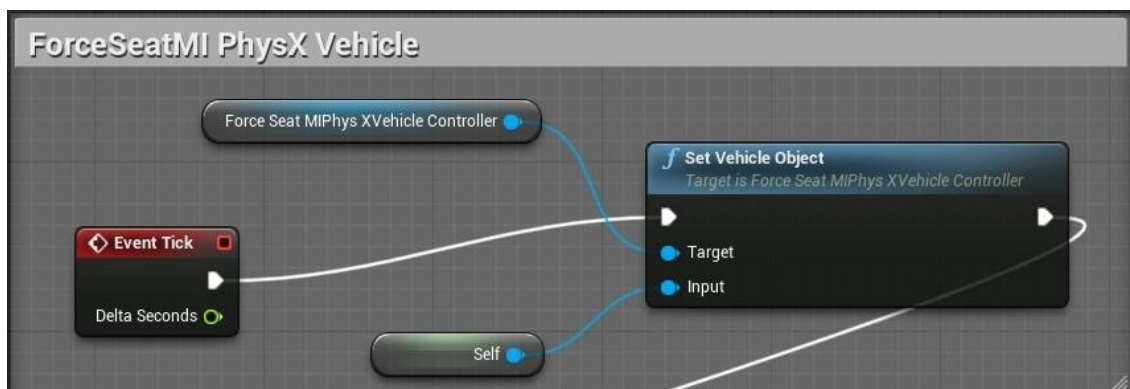 ForceSeatMI PhysX Vehicle
Force Seat MIPhys XVehicle Controller
f Set Vehicle Object
Target is Force Seat MIPhys XVehicle Controller
Event Tick
Target
Input
Delta Seconds
Self